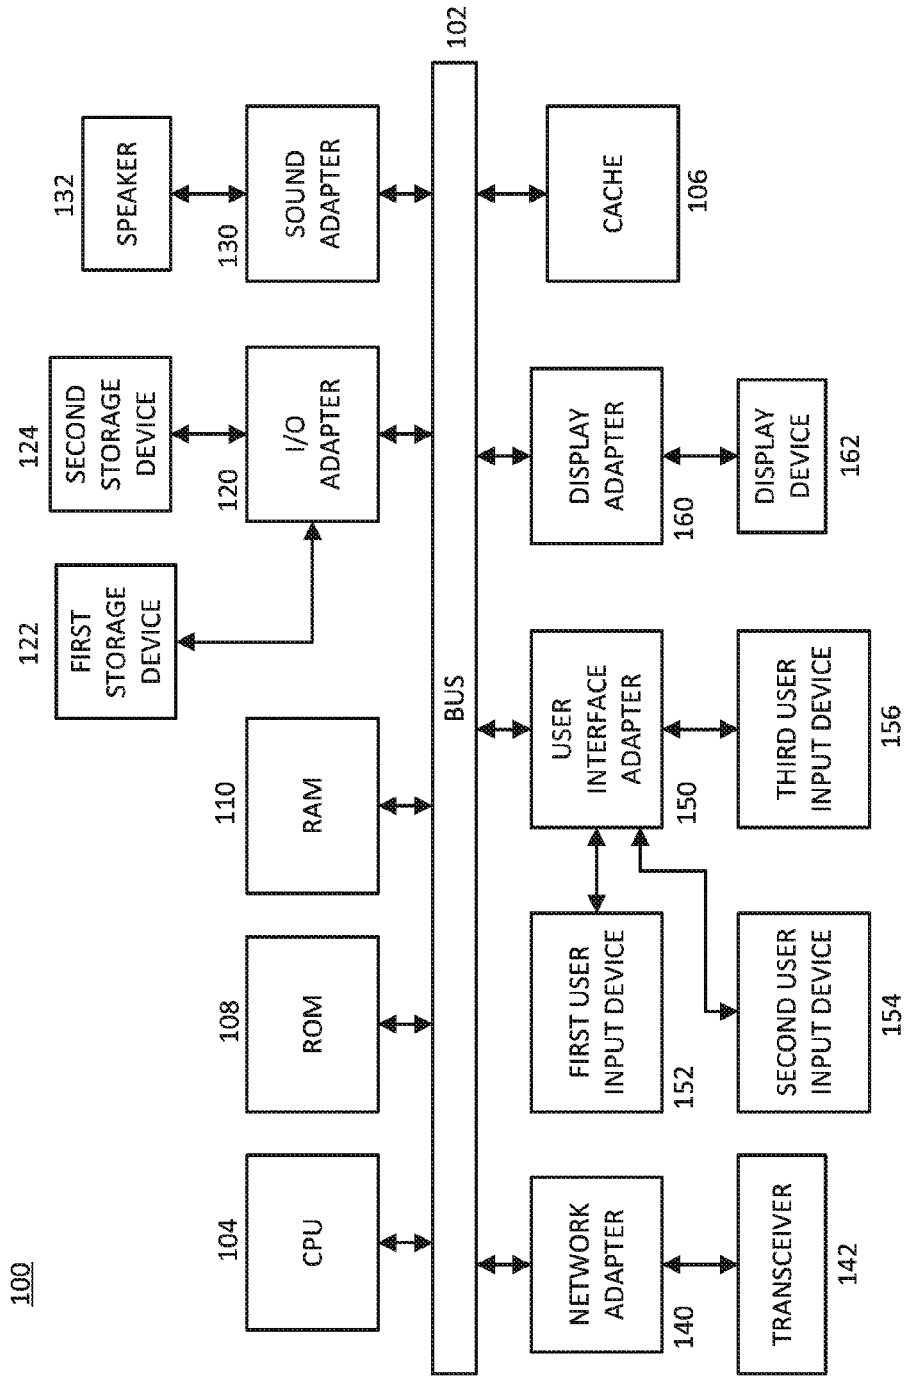 100
122
FIRST
STORAGE
DEVICE
124
SECOND
STORAGE
DEVICE
132
SPEAKER
104
CPU
108
ROM
110
RAM
120
I/O
ADAPTER
130
SOUND
ADAPTER
BUS
102
NETWORK
ADAPTER
140
FIRST USER
INPUT DEVICE
152
USER
INTERFACE
ADAPTER
150
DISPLAY
ADAPTER
160
CACHE
106
TRANSCEIVER
142
SECOND USER
INPUT DEVICE
154
THIRD USER
INPUT DEVICE
156
DISPLAY
DEVICE
162